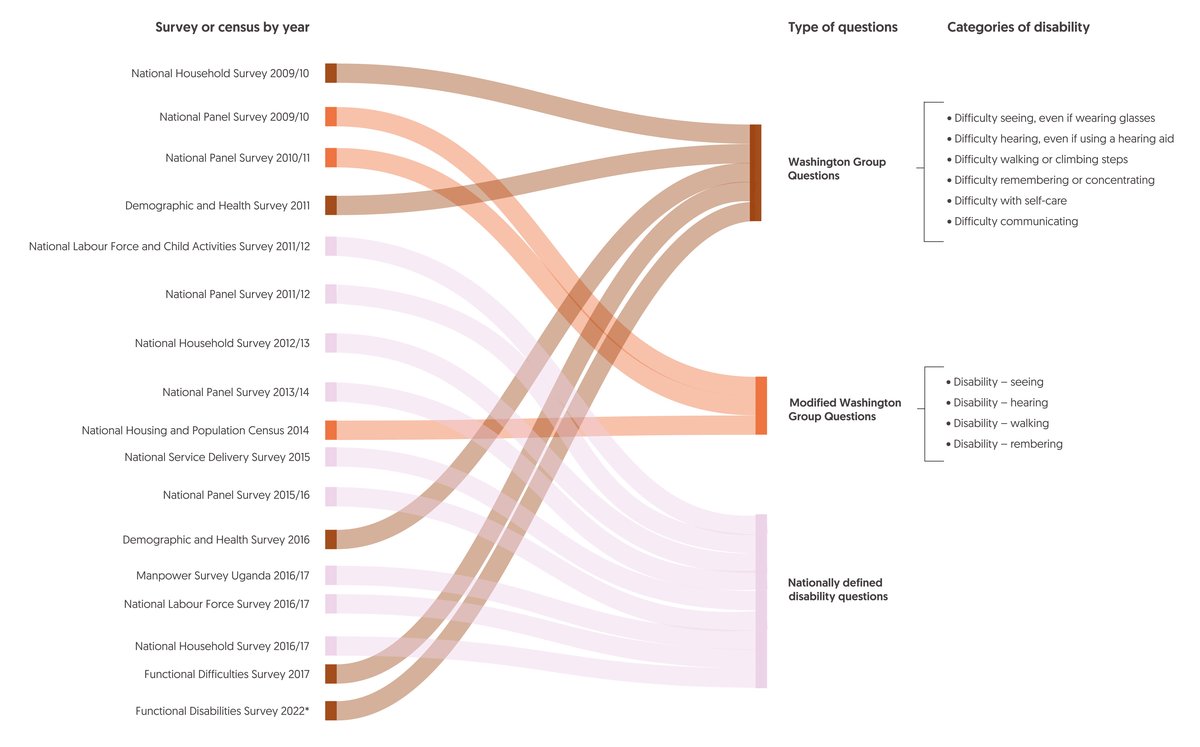 Survey or census by year
Type of questions
Categories of disability
National Household Survey 2009/10
National Panel Survey 2009/10
National Panel Survey 2010/11
Demographic and Health Survey 2011
National Labour Force and Child Activities Survey 2011/12
National Panel Survey 2011/12
National Household Survey 2012/13
National Panel Survey 2013/14
National Housing and Population Census 2014
National Service Delivery Survey 2015
National Panel Survey 2015/16
Demographic and Health Survey 2016
Manpower Survey Uganda 2016/17
National Labour Force Survey 2016/17
National Household Survey 2016/17
Functional Difficulties Survey 2017
Functional Disabilities Survey 2022*
Washington Group
Questions
• Difficulty seeing, even if wearing glasses
• Difficulty hearing, even if using a hearing aid
• Difficulty walking or climbing steps
• Difficulty remembering or concentrating
• Difficulty with self-care
• Difficulty communicating
Modified Washington
Group Questions
• Disability – seeing
• Disability – hearing
• Disability – walking
• Disability – rembering
Nationally defined
disability questions